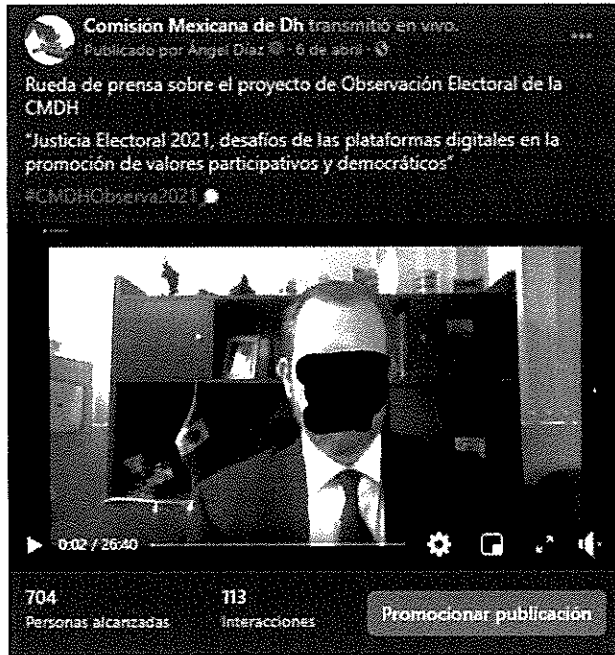 Comisión Mexicana de Dh transmitió en vivo.
Publicado por Ángel Díaz · 6 de abril ·
Rueda de prensa sobre el proyecto de Observación Electoral de la
CMDH
"Justicia Electoral 2021, desafíos de las plataformas digitales en la
promoción de valores participativos y democráticos"
#CMDHObserva2021
0:02 / 26:40
704
113
Personas alcanzadas
Interacciones
Promocionar publicación